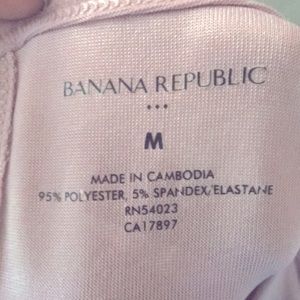 BANANA REPUBLIC
•••
M
MADE IN CAMBODIA
95% POLYESTER, 5% SPANDEX/ELASTANE
RN54023
CA17897